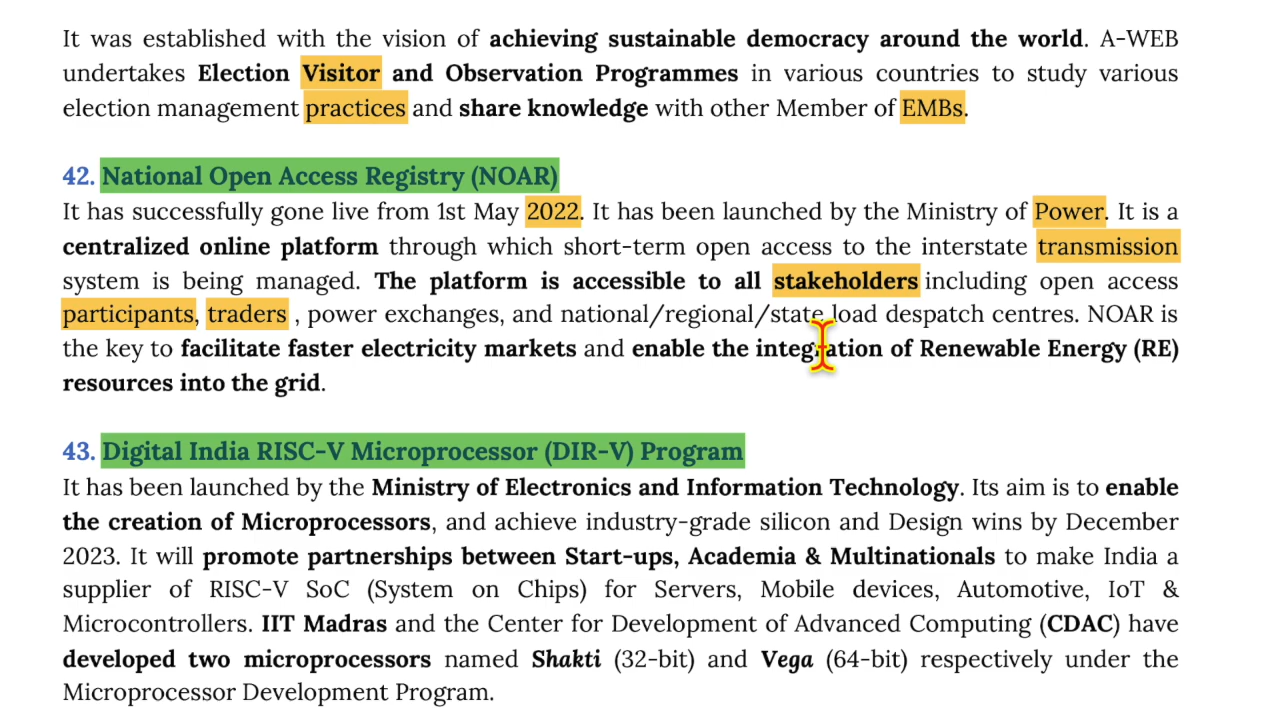 It was established with the vision of achieving sustainable democracy around the world. A-WEB
undertakes Election Visitor and Observation Programmes in various countries to study various
election management practices and share knowledge with other Member of EMBs.
42. National Open Access Registry (NOAR)
It has successfully gone live from 1st May 2022. It has been launched by the Ministry of Power. It is a
centralized online platform through which short-term open access to the interstate transmission
system is being managed. The platform is accessible to all stakeholders including open access
participants, traders , power exchanges, and national/regional/state load despatch centres. NOAR is
the key to facilitate faster electricity markets and enable the integration of Renewable Energy (RE)
resources into the grid.
43. Digital India RISC-V Microprocessor (DIR-V) Program
It has been launched by the Ministry of Electronics and Information Technology. Its aim is to enable
the creation of Microprocessors, and achieve industry-grade silicon and Design wins by December
2023. It will promote partnerships between Start-ups, Academia & Multinationals to make India a
supplier of RISC-V SoC (System on Chips) for Servers, Mobile devices, Automotive, IoT &
Microcontrollers. IIT Madras and the Center for Development of Advanced Computing (CDAC) have
developed two microprocessors named Shakti (32-bit) and Vega (64-bit) respectively under the
Microprocessor Development Program.